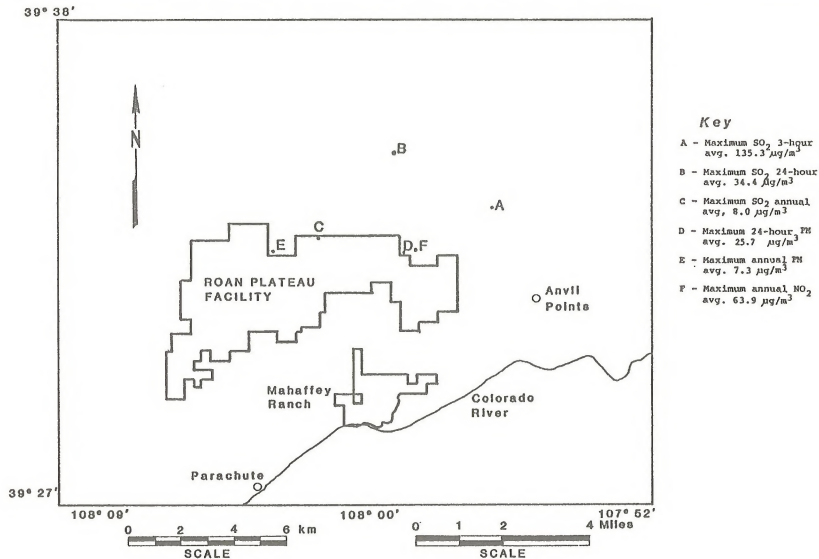 39° 38'
N
B
A
C
E
D F
ROAN PLATEAU
FACILITY
Anvil
Points
Mahaffey
Ranch
Colorado
River
Parachute
39° 27'
108° 09'
108° 00'
107° 52'
0 2 4 6 km
SCALE
0 1 2 4 Miles
SCALE
Key
A - Maximum SO2 3-hour
avg. 135.3 µg/m³
B - Maximum SO2 24-hour
avg. 34.4 µg/m³
C - Maximum SO2 annual
avg, 8.0 µg/m³
D - Maximum 24-hour PM
avg. 25.7 µg/m³
E - Maximum annual PM
avg. 7.3 µg/m³
F - Maximum annual NO2
avg. 63.9 µg/m³